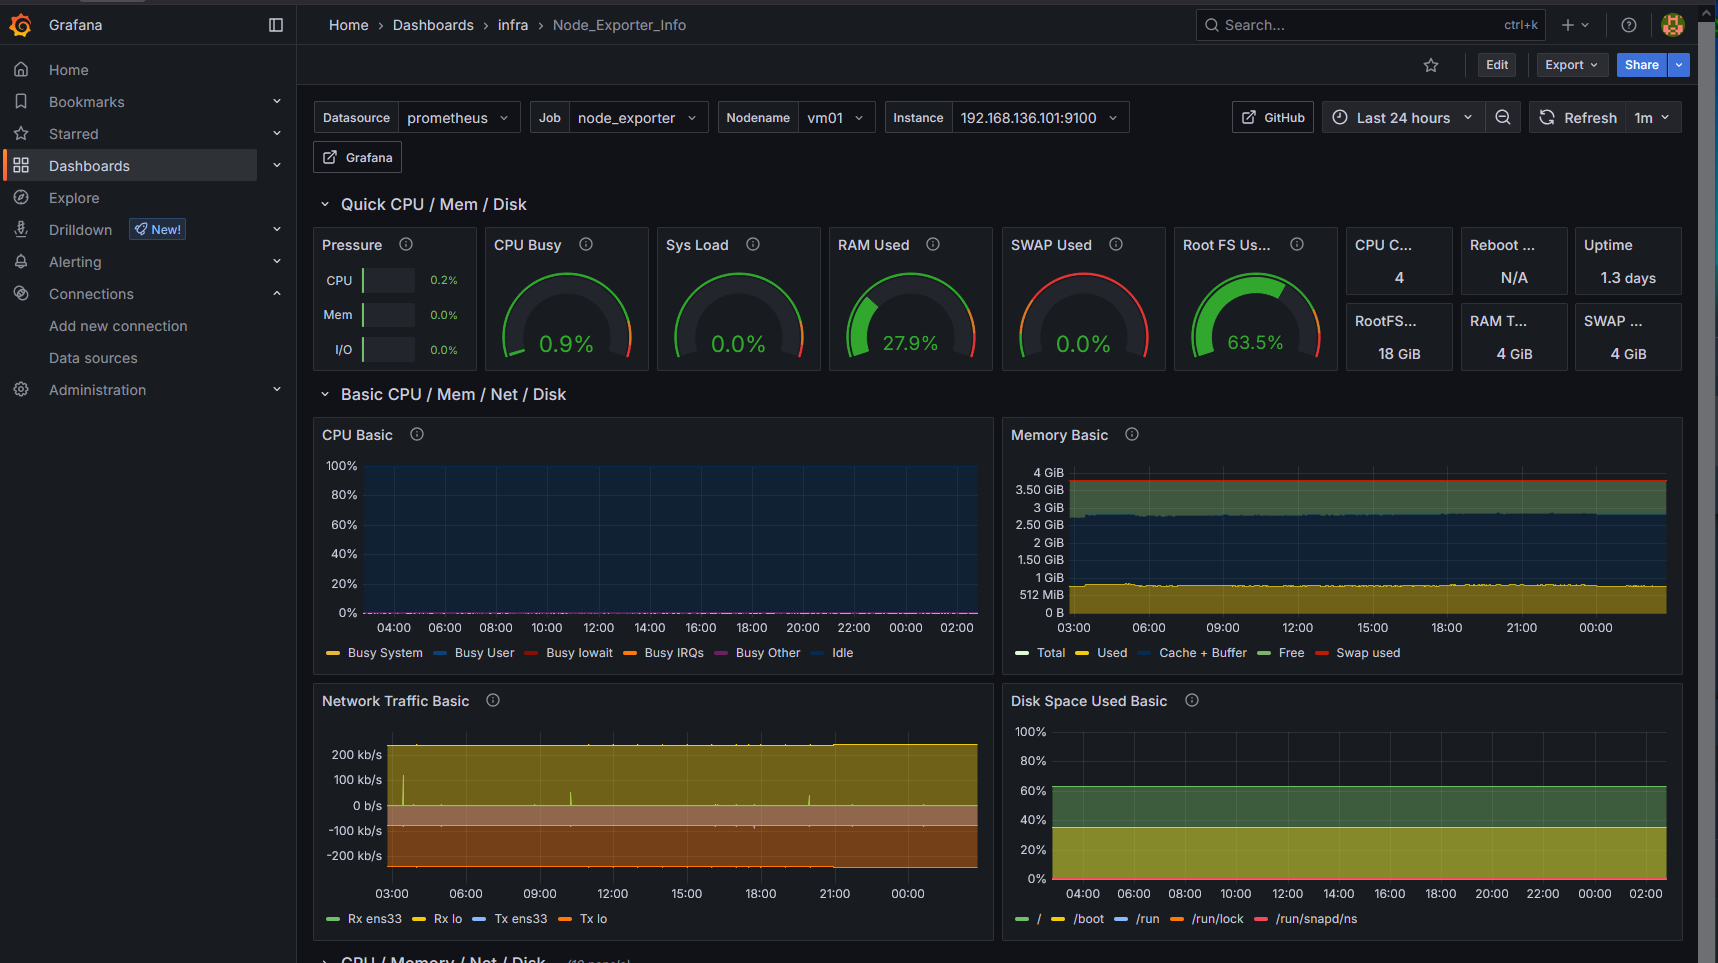 Grafana
Home › Dashboards › infra › Node_Exporter_Info
Search...
ctrl+k
Home
Bookmarks
Starred
Dashboards
Explore
Drilldown
New!
Alerting
Connections
Add new connection
Data sources
Administration
Edit
Export
Share
Datasource prometheus
Job node_exporter
Nodename vm01
Instance 192.168.136.101:9100
GitHub
Last 24 hours
Refresh 1m
Grafana
Quick CPU / Mem / Disk
Pressure
CPU 0.2%
Mem 0.0%
I/O 0.0%
CPU Busy
0.9%
Sys Load
0.0%
RAM Used
27.9%
SWAP Used
0.0%
Root FS Us...
63.5%
CPU C...
4
Reboot ...
N/A
Uptime
1.3 days
RootFS...
18 GiB
RAM T...
4 GiB
SWAP ...
4 GiB
Basic CPU / Mem / Net / Disk
CPU Basic
100%
80%
60%
40%
20%
0%
04:00 06:00 08:00 10:00 12:00 14:00 16:00 18:00 20:00 22:00 00:00 02:00
Busy System Busy User Busy Iowait Busy IRQs Busy Other Idle
Memory Basic
4 GiB
3.50 GiB
3 GiB
2.50 GiB
2 GiB
1.50 GiB
1 GiB
512 MiB
0 B
03:00 06:00 09:00 12:00 15:00 18:00 21:00 00:00
Total Used Cache + Buffer Free Swap used
Network Traffic Basic
200 kb/s
100 kb/s
0 b/s
-100 kb/s
-200 kb/s
03:00 06:00 09:00 12:00 15:00 18:00 21:00 00:00
Rx ens33 Rx lo Tx ens33 Tx lo
Disk Space Used Basic
100%
80%
60%
40%
20%
0%
04:00 06:00 08:00 10:00 12:00 14:00 16:00 18:00 20:00 22:00 00:00 02:00
/ /boot /run /run/lock /run/snapd/ns
CPU / Memory / Net / Disk